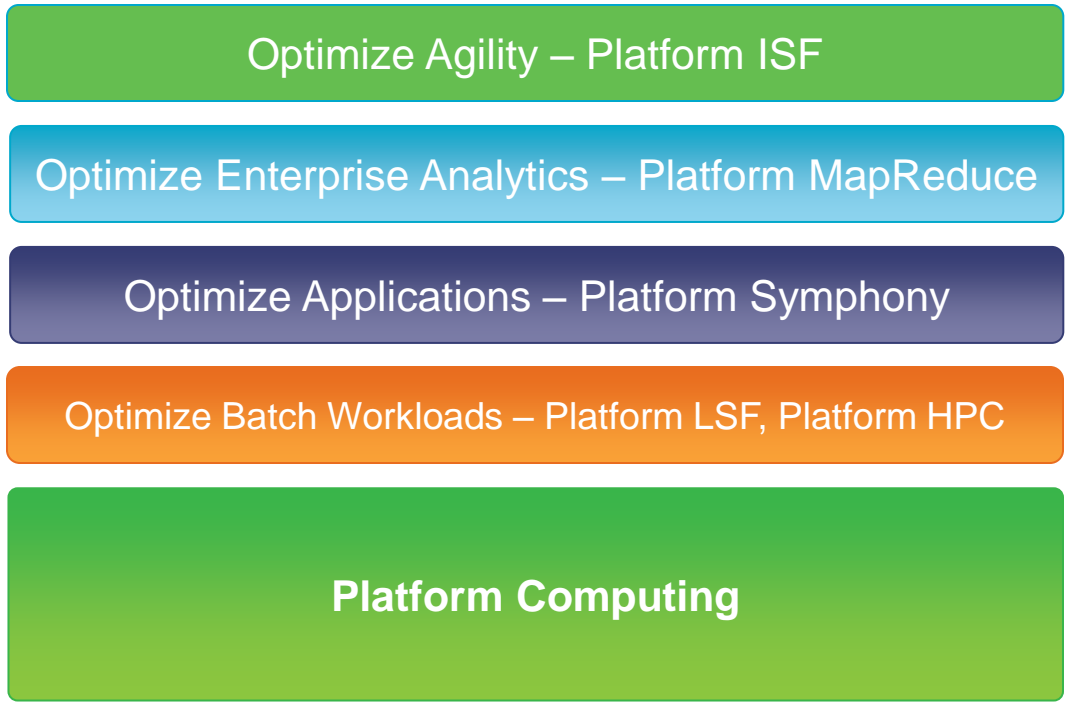 Optimize Agility – Platform ISF
Optimize Enterprise Analytics – Platform MapReduce
Optimize Applications – Platform Symphony
Optimize Batch Workloads – Platform LSF, Platform HPC
Platform Computing